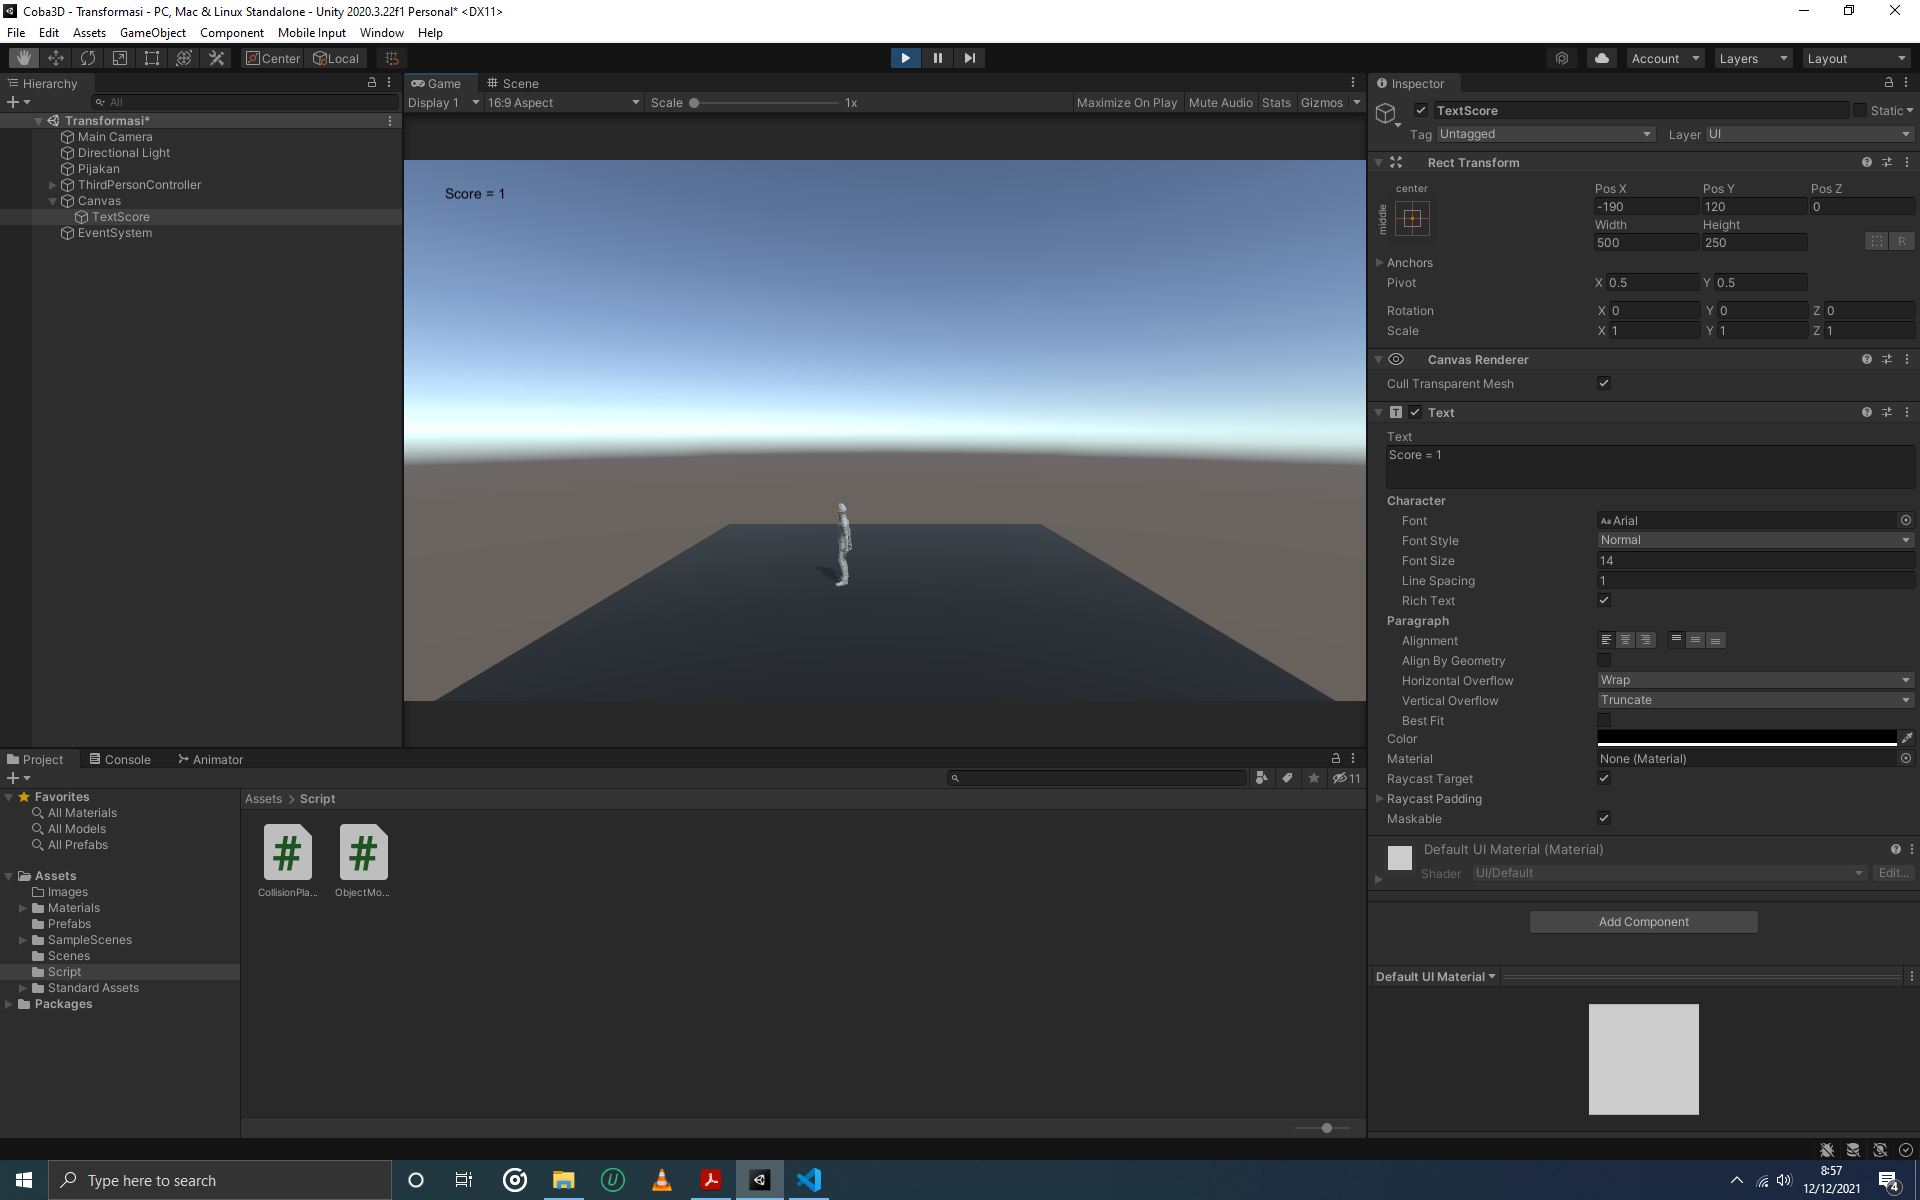 Coba3D - Transformasi - PC, Mac & Linux Standalone - Unity 2020.3.22f1 Personal* <DX11>
File Edit Assets GameObject Component Mobile Input Window Help
Center Local Account Layers Layout
Hierarchy
All
Transformasi*
Main Camera
Directional Light
Pijakan
ThirdPersonController
Canvas
TextScore
EventSystem
Game Scene
Display 1 16:9 Aspect Scale 1x Maximize On Play Mute Audio Stats Gizmos
Score = 1
Inspector
TextScore Static
Tag Untagged Layer UI
Rect Transform
center Pos X Pos Y Pos Z
middle -190 120 0
Width Height
500 250 R
Anchors
Pivot X 0.5 Y 0.5
Rotation X 0 Y 0 Z 0
Scale X 1 Y 1 Z 1
Canvas Renderer
Cull Transparent Mesh
T Text
Text
Score = 1
Character
Font Aa Arial
Font Style Normal
Font Size 14
Line Spacing 1
Rich Text
Paragraph
Alignment
Align By Geometry
Horizontal Overflow Wrap
Vertical Overflow Truncate
Best Fit
Color
Material None (Material)
Raycast Target
Raycast Padding
Maskable
Default UI Material (Material)
Shader UI/Default Edit...
Add Component
Default UI Material
Project Console Animator
11
Favorites
All Materials
All Models
All Prefabs
Assets
Images
Materials
Prefabs
SampleScenes
Scenes
Script
Standard Assets
Packages
Assets > Script
# #
CollisionPla... ObjectMo...
Type here to search
8:57
12/12/2021
4